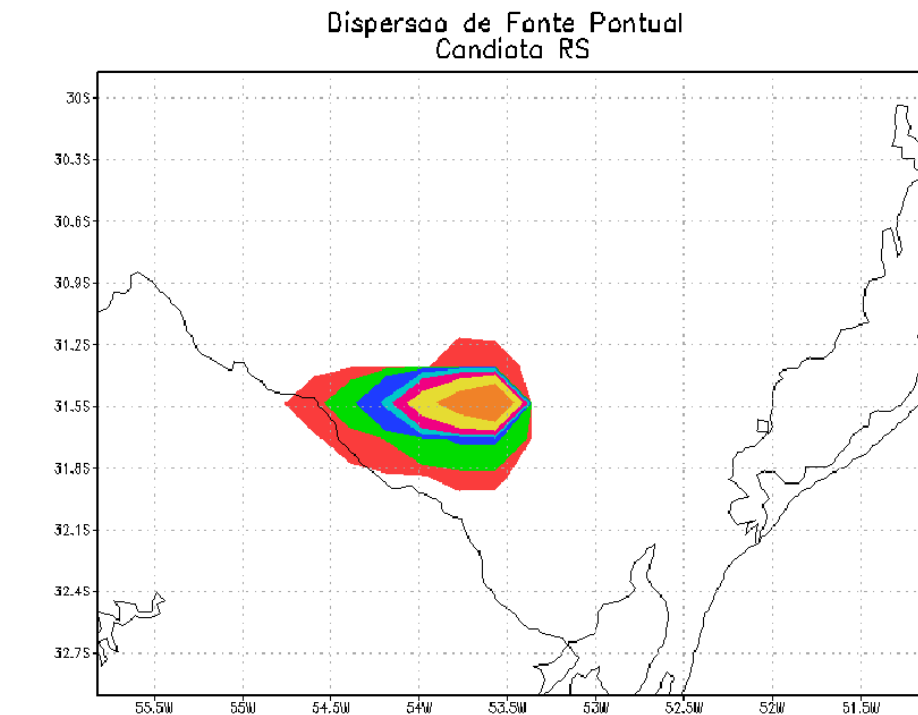 Dispersao de Fonte Pontual
Candiota RS
30S
30.3S
30.6S
30.9S
31.2S
31.5S
31.8S
32.1S
32.4S
32.7S
55.5W 55W 54.5W 54W 53.5W 53W 52.5W 52W 51.5W